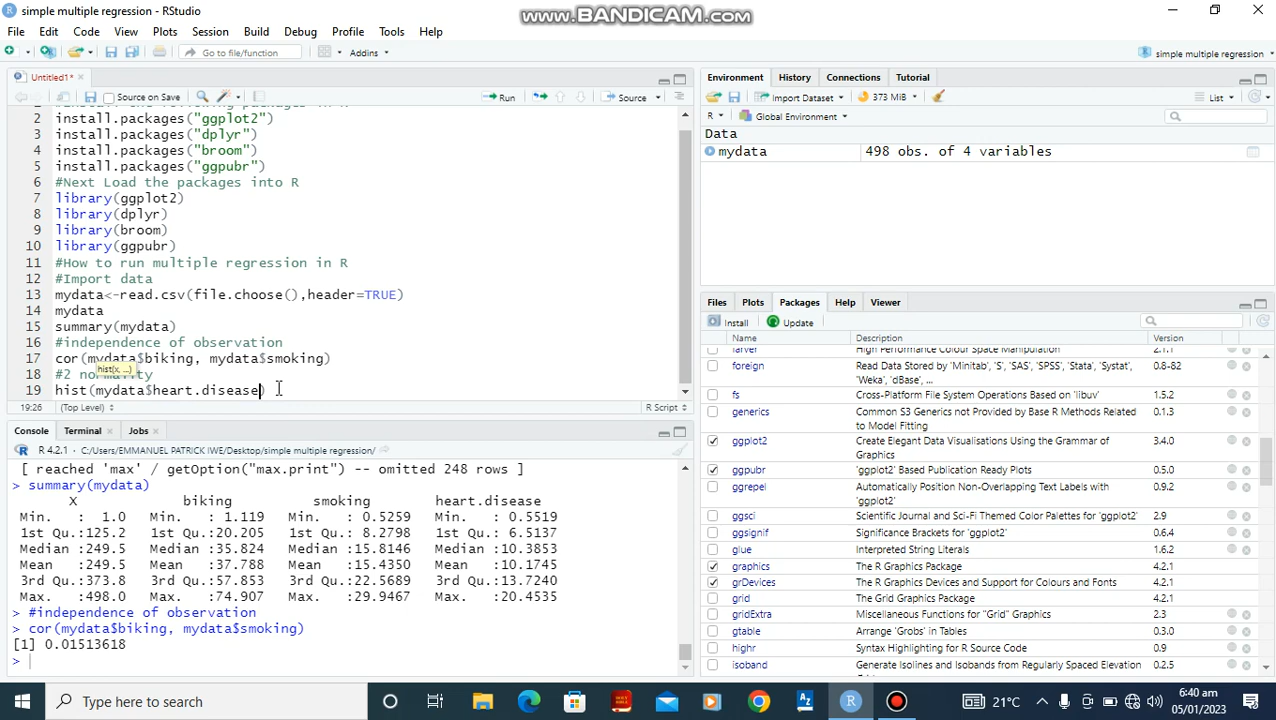 simple multiple regression - RStudio
www.BANDICAM.com
File Edit Code View Plots Session Build Debug Profile Tools Help
Go to file/function
Addins
simple multiple regression
Untitled1*
Source on Save
Run
Source
2 install.packages("ggplot2")
3 install.packages("dplyr")
4 install.packages("broom")
5 install.packages("ggpubr")
6 #Next Load the packages into R
7 library(ggplot2)
8 library(dplyr)
9 library(broom)
10 library(ggpubr)
11 #How to run multiple regression in R
12 #Import data
13 mydata<-read.csv(file.choose(),header=TRUE)
14 mydata
15 summary(mydata)
16 #independence of observation
17 cor(mydata$biking, mydata$smoking)
hist(x, ...)
18 #2 normality
19 hist(mydata$heart.disease)
19:26 (Top Level) R Script
Console Terminal Jobs
R 4.2.1 · C:/Users/EMMANUEL PATRICK IWE/Desktop/simple multiple regression/
[ reached 'max' / getOption("max.print") -- omitted 248 rows ]
> summary(mydata)
X biking smoking heart.disease
Min. : 1.0 Min. : 1.119 Min. : 0.5259 Min. : 0.5519
1st Qu.:125.2 1st Qu.:20.205 1st Qu.: 8.2798 1st Qu.: 6.5137
Median :249.5 Median :35.824 Median :15.8146 Median :10.3853
Mean :249.5 Mean :37.788 Mean :15.4350 Mean :10.1745
3rd Qu.:373.8 3rd Qu.:57.853 3rd Qu.:22.5689 3rd Qu.:13.7240
Max. :498.0 Max. :74.907 Max. :29.9467 Max. :20.4535
> #independence of observation
> cor(mydata$biking, mydata$smoking)
[1] 0.01513618
>
Environment History Connections Tutorial
Import Dataset 373 MiB List
R Global Environment
Data
mydata 498 obs. of 4 variables
Files Plots Packages Help Viewer
Install Update
Name Description Version
foreign Read Data Stored by 'Minitab', 'S', 'SAS', 'SPSS', 'Stata', 'Systat', 0.8-82
'Weka', 'dBase', ...
fs Cross-Platform File System Operations Based on 'libuv' 1.5.2
generics Common S3 Generics not Provided by Base R Methods Related 0.1.3
to Model Fitting
ggplot2 Create Elegant Data Visualisations Using the Grammar of 3.4.0
Graphics
ggpubr 'ggplot2' Based Publication Ready Plots 0.5.0
ggrepel Automatically Position Non-Overlapping Text Labels with 0.9.2
'ggplot2'
ggsci Scientific Journal and Sci-Fi Themed Color Palettes for 'ggplot2' 2.9
ggsignif Significance Brackets for 'ggplot2' 0.6.4
glue Interpreted String Literals 1.6.2
graphics The R Graphics Package 4.2.1
grDevices The R Graphics Devices and Support for Colours and Fonts 4.2.1
grid The Grid Graphics Package 4.2.1
gridExtra Miscellaneous Functions for "Grid" Graphics 2.3
gtable Arrange 'Grobs' in Tables 0.3.0
highr Syntax Highlighting for R Source Code 0.9
isoband Generate Isolines and Isobands from Regularly Spaced Elevation 0.2.5
Type here to search
21°C
6:40 am
05/01/2023